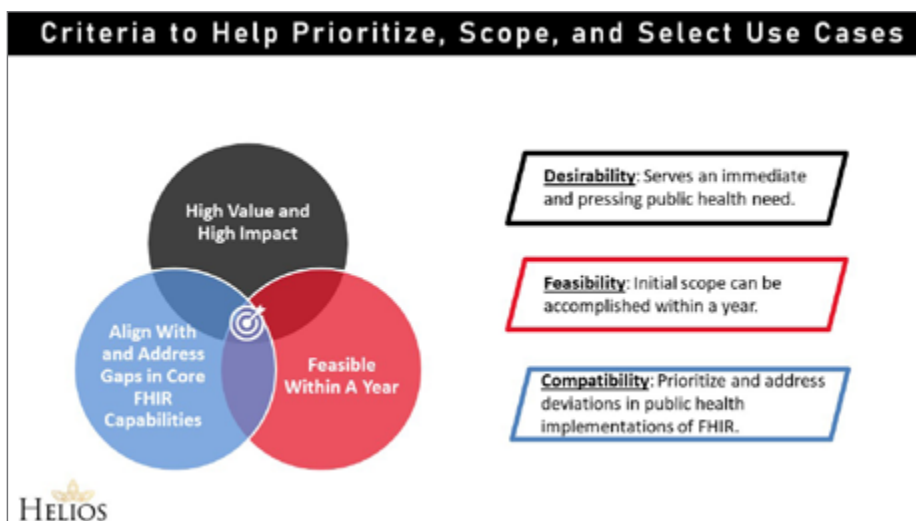 Criteria to Help Prioritize, Scope, and Select Use Cases
High Value and
High Impact
Align With
and Address
Gaps in Core
FHIR
Capabilities
Feasible
Within A Year
Desirability: Serves an immediate
and pressing public health need.
Feasibility: Initial scope can be
accomplished within a year.
Compatibility: Prioritize and address
deviations in public health
implementations of FHIR.
HELIOS